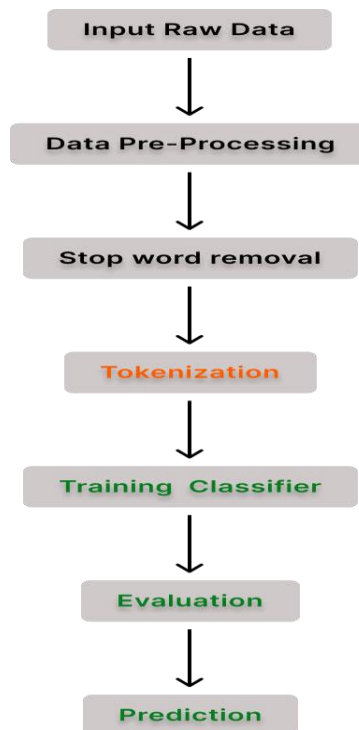 Input Raw Data
Data Pre-Processing
Stop word removal
Tokenization
Training Classifier
Evaluation
Prediction